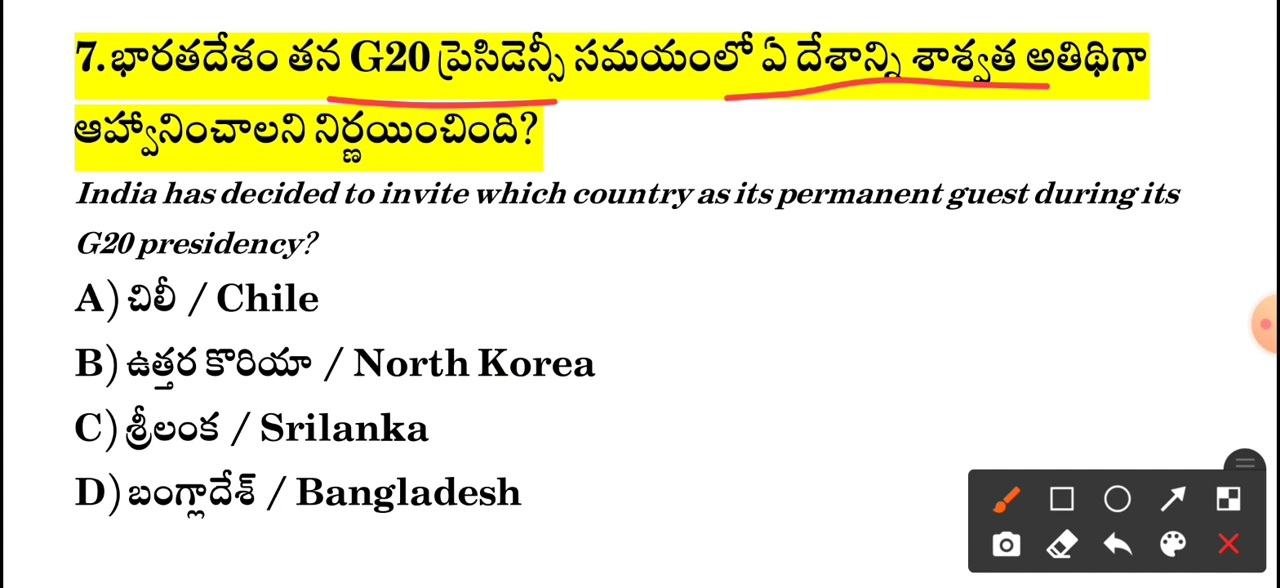 7.భారతదేశం తన G20 ప్రెసిడెన్సీ సమయంలో ఏ దేశాన్ని శాశ్వత అతిథిగా
ఆహ్వానించాలని నిర్ణయించింది?
India has decided to invite which country as its permanent guest during its
G20 presidency?
A) చిలీ / Chile
B) ఉత్తర కొరియా / North Korea
C) శ్రీలంక / Srilanka
D) బంగ్లాదేశ్ / Bangladesh